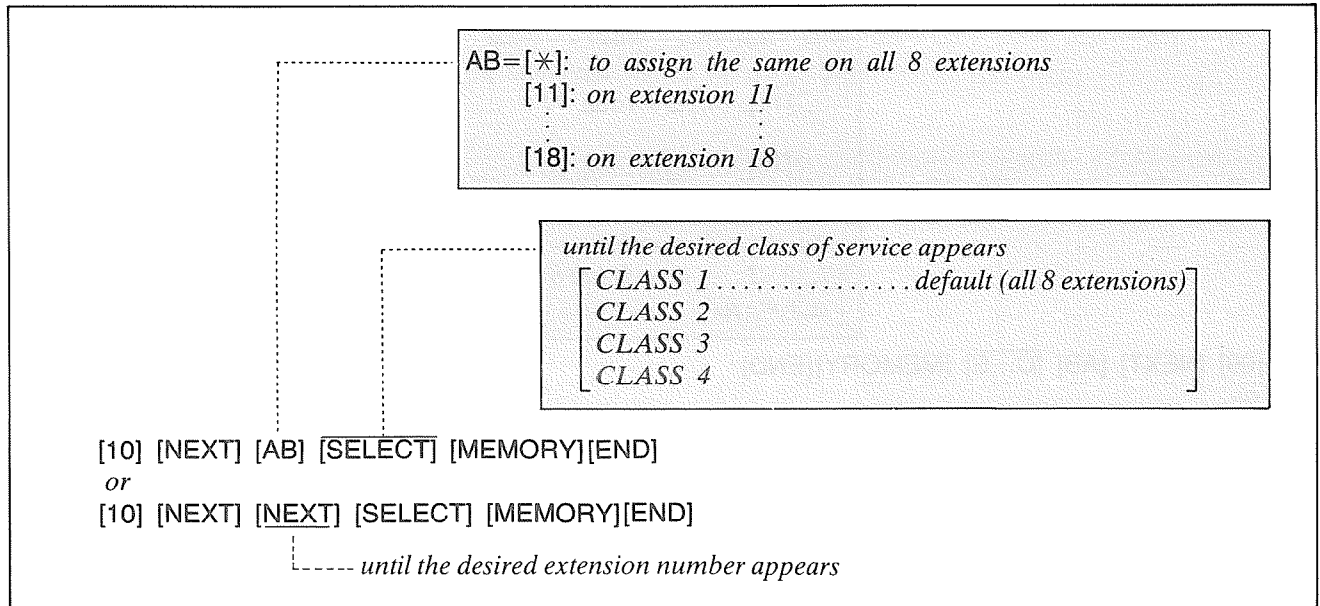 AB=[✳]: to assign the same on all 8 extensions
[11]: on extension 11
[18]: on extension 18
until the desired class of service appears
CLASS 1 ............... default (all 8 extensions)
CLASS 2
CLASS 3
CLASS 4
[10] [NEXT] [AB] [SELECT] [MEMORY][END]
or
[10] [NEXT] [NEXT] [SELECT] [MEMORY][END]
until the desired extension number appears